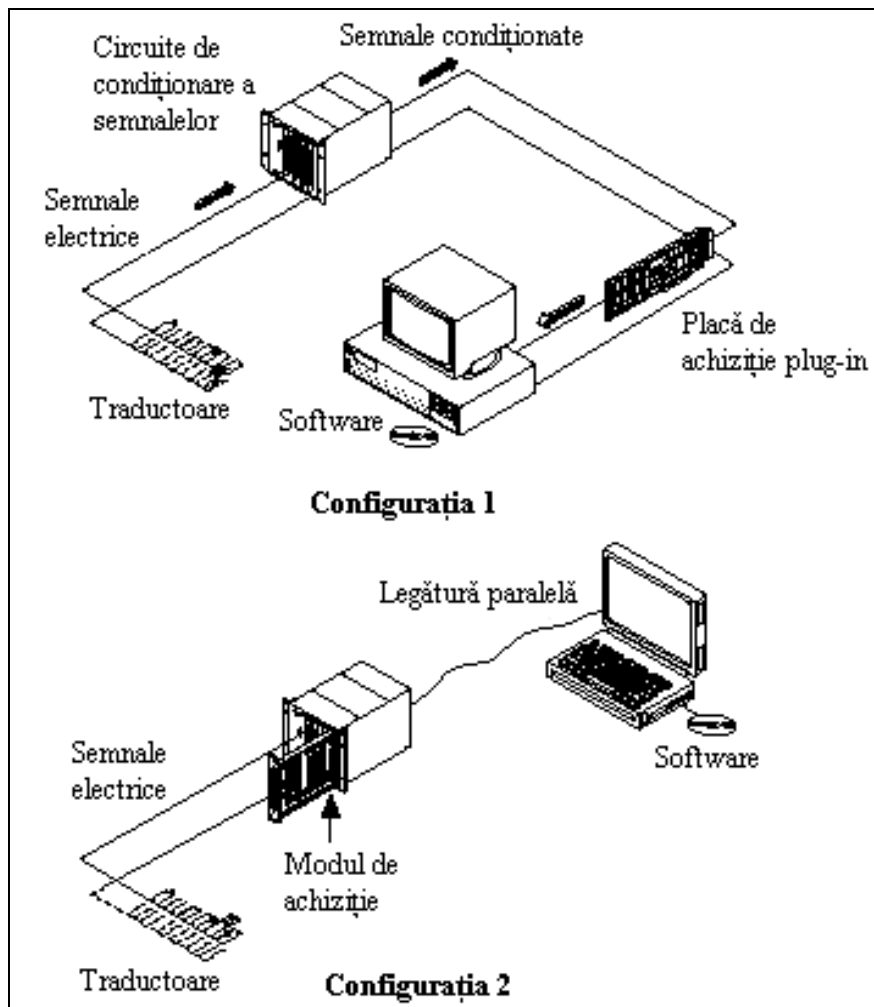 Semnale condiționate
Circuite de
condiționare a
semnalelor
Semnale
electrice
Placă de
achiziție plug-in
Traductoare
Software
Configurația 1
Legătură paralelă
Semnale
electrice
Software
Modul de
achiziție
Traductoare
Configurația 2